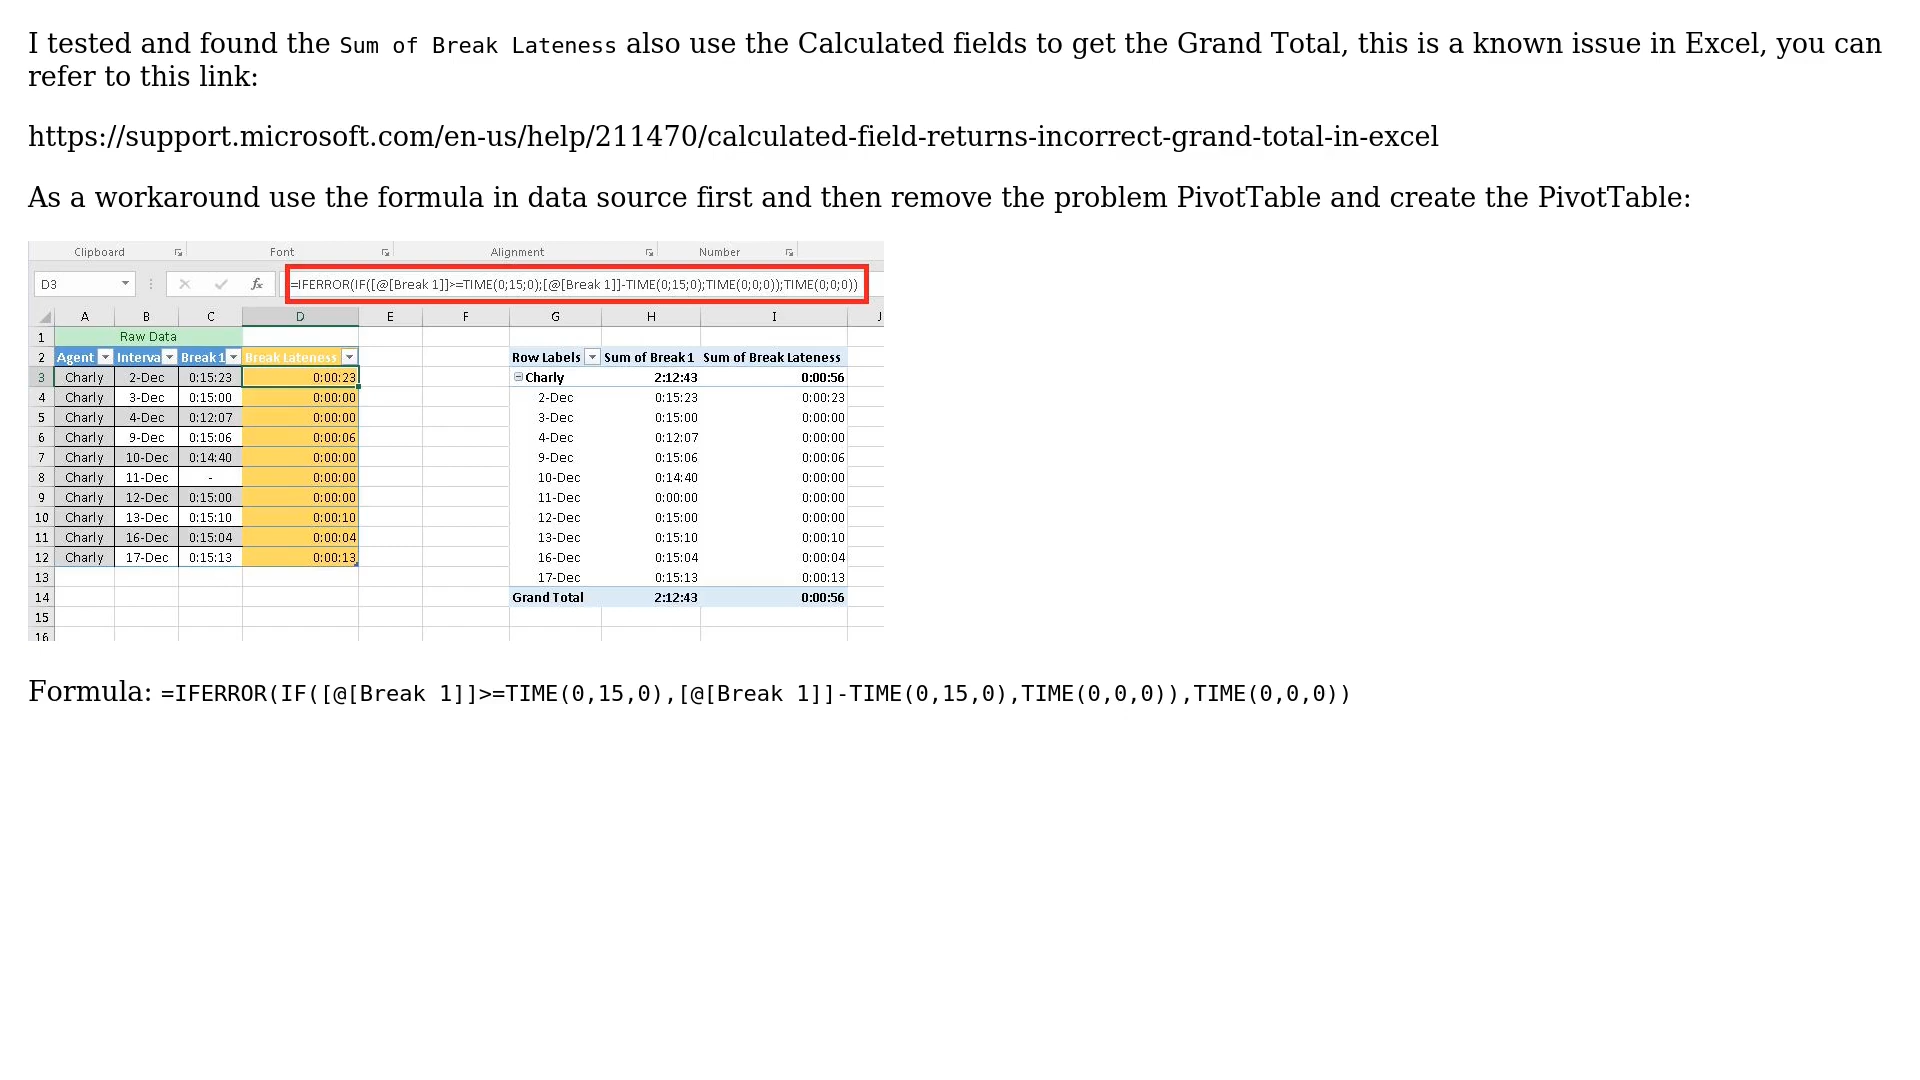 I tested and found the Sum of Break Lateness also use the Calculated fields to get the Grand Total, this is a known issue in Excel, you can
refer to this link:
https://support.microsoft.com/en-us/help/211470/calculated-field-returns-incorrect-grand-total-in-excel
As a workaround use the formula in data source first and then remove the problem PivotTable and create the PivotTable:
Clipboard Font Alignment Number
D3 fx =IFERROR(IF([@[Break 1]]>=TIME(0;15;0);[@[Break 1]]-TIME(0;15;0);TIME(0;0;0));TIME(0;0;0))
A B C D E F G H I J
1 Raw Data
2 Agent Interva Break 1 Break Lateness Row Labels Sum of Break 1 Sum of Break Lateness
3 Charly 2-Dec 0:15:23 0:00:23 Charly 2:12:43 0:00:56
4 Charly 3-Dec 0:15:00 0:00:00 2-Dec 0:15:23 0:00:23
5 Charly 4-Dec 0:12:07 0:00:00 3-Dec 0:15:00 0:00:00
6 Charly 9-Dec 0:15:06 0:00:06 4-Dec 0:12:07 0:00:00
7 Charly 10-Dec 0:14:40 0:00:00 9-Dec 0:15:06 0:00:06
8 Charly 11-Dec - 0:00:00 10-Dec 0:14:40 0:00:00
9 Charly 12-Dec 0:15:00 0:00:00 11-Dec 0:00:00 0:00:00
10 Charly 13-Dec 0:15:10 0:00:10 12-Dec 0:15:00 0:00:00
11 Charly 16-Dec 0:15:04 0:00:04 13-Dec 0:15:10 0:00:10
12 Charly 17-Dec 0:15:13 0:00:13 16-Dec 0:15:04 0:00:04
13 17-Dec 0:15:13 0:00:13
14 Grand Total 2:12:43 0:00:56
15
16
Formula: =IFERROR(IF([@[Break 1]]>=TIME(0,15,0),[@[Break 1]]-TIME(0,15,0),TIME(0,0,0)),TIME(0,0,0))